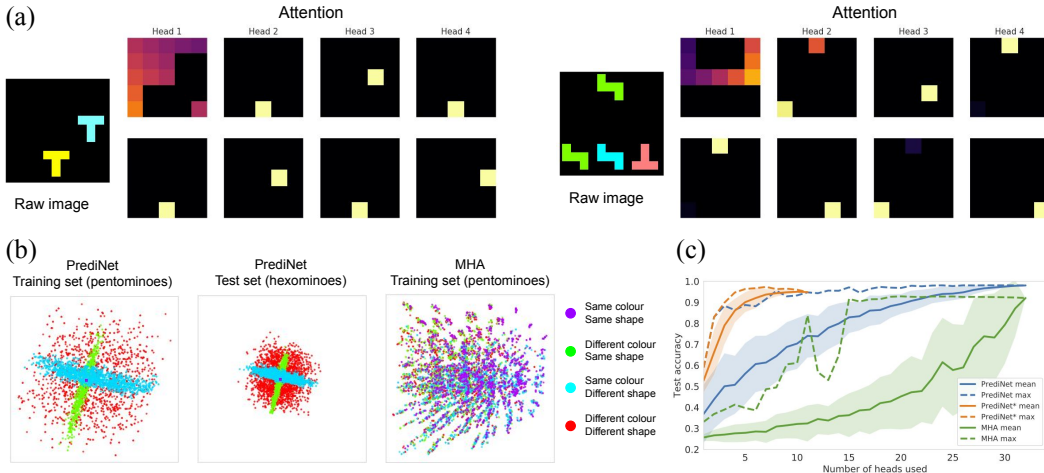 (a)
Attention
Head 1
Head 2
Head 3
Head 4
Raw image
Attention
Head 1
Head 2
Head 3
Head 4
Raw image
(b)
PrediNet
Training set (pentominoes)
PrediNet
Test set (hexominoes)
MHA
Training set (pentominoes)
Same colour
Same shape
Different colour
Same shape
Same colour
Different shape
Different colour
Different shape
(c)
1.0
0.9
0.8
0.7
0.6
0.5
0.4
0.3
0.2
Test accuracy
5
10
15
20
25
30
Number of heads used
PrediNet mean
PrediNet max
PrediNet* mean
PrediNet* max
MHA mean
MHA max